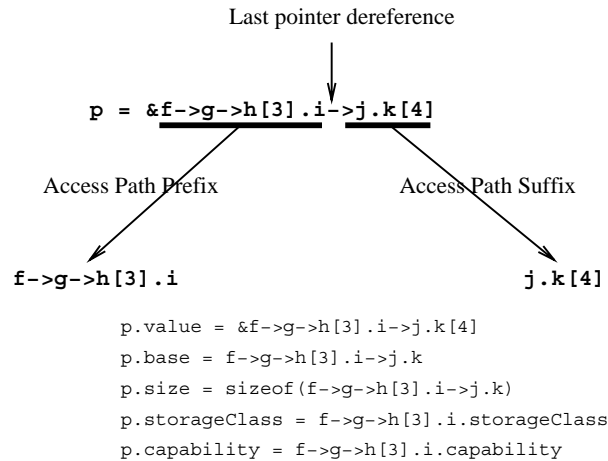 Last pointer dereference
p = &f->g->h[3].i->j.k[4]
Access Path Prefix
Access Path Suffix
f->g->h[3].i
j.k[4]
p.value = &f->g->h[3].i->j.k[4]
p.base = f->g->h[3].i->j.k
p.size = sizeof(f->g->h[3].i->j.k)
p.storageClass = f->g->h[3].i.storageClass
p.capability = f->g->h[3].i.capability